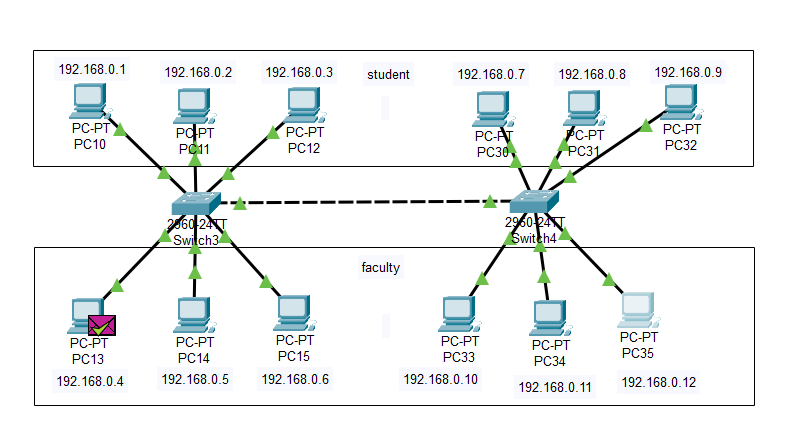 192.168.0.1
192.168.0.2
192.168.0.3
student
192.168.0.7
192.168.0.8
192.168.0.9
PC-PT
PC10
PC-PT
PC11
PC-PT
PC12
PC-PT
PC30
PC-PT
PC31
PC-PT
PC32
2960-24TT
Switch3
2960-24TT
Switch4
faculty
PC-PT
PC13
PC-PT
PC14
PC-PT
PC15
PC-PT
PC33
PC-PT
PC34
PC-PT
PC35
192.168.0.4
192.168.0.5
192.168.0.6
192.168.0.10
192.168.0.11
192.168.0.12